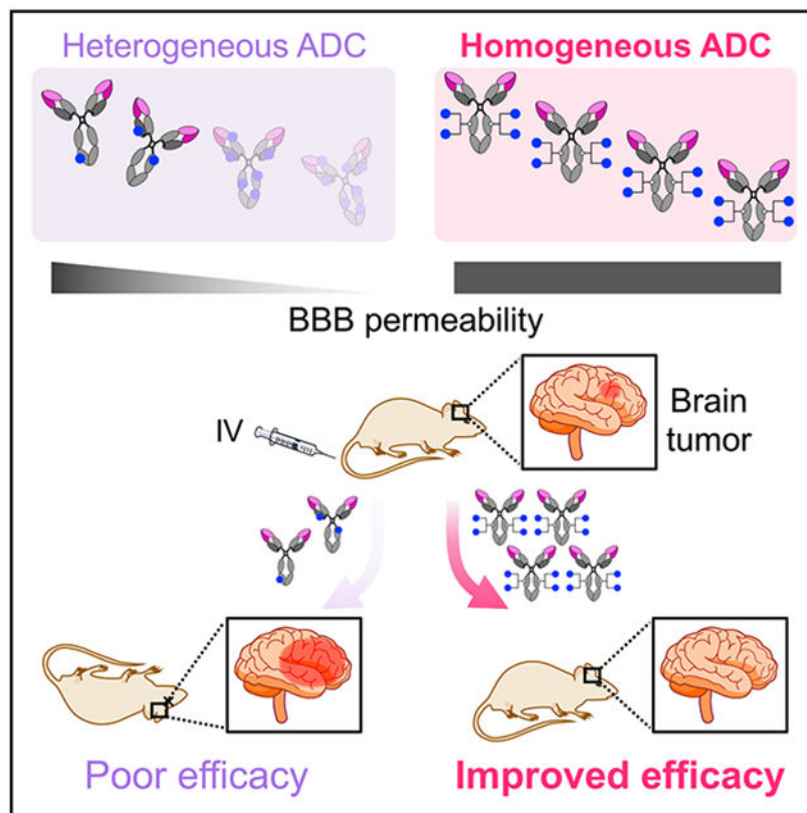 Heterogeneous ADC
Homogeneous ADC
BBB permeability
IV
Brain
tumor
Poor efficacy
Improved efficacy